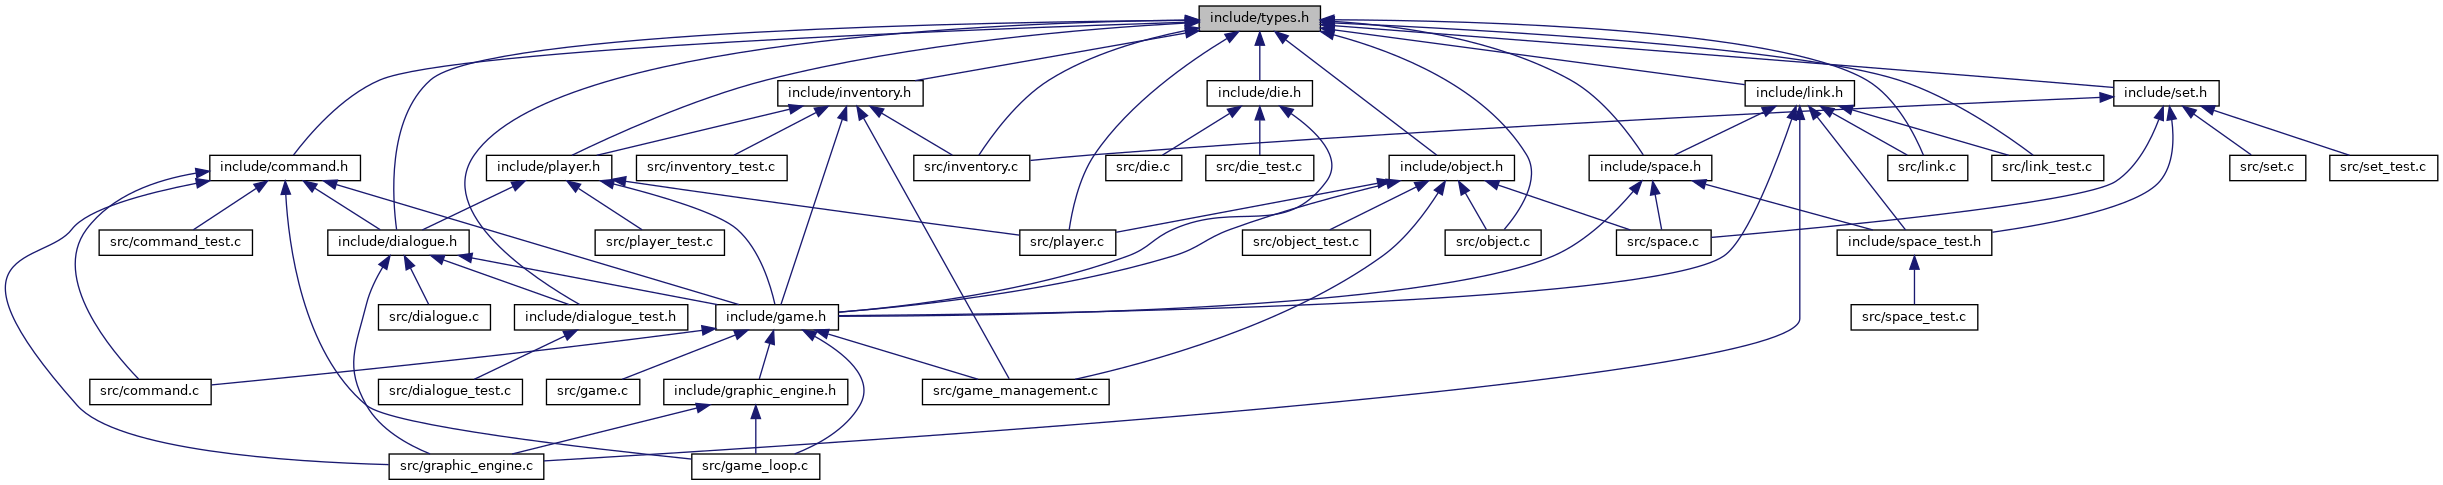 include/types.h
include/inventory.h
include/die.h
include/link.h
include/set.h
include/command.h
include/player.h
src/inventory_test.c
src/inventory.c
src/die.c
src/die_test.c
include/object.h
include/space.h
src/link.c
src/link_test.c
src/set.c
src/set_test.c
src/command_test.c
include/dialogue.h
src/player_test.c
src/player.c
src/object_test.c
src/object.c
src/space.c
include/space_test.h
src/dialogue.c
include/dialogue_test.h
include/game.h
src/space_test.c
src/command.c
src/dialogue_test.c
src/game.c
include/graphic_engine.h
src/game_management.c
src/graphic_engine.c
src/game_loop.c